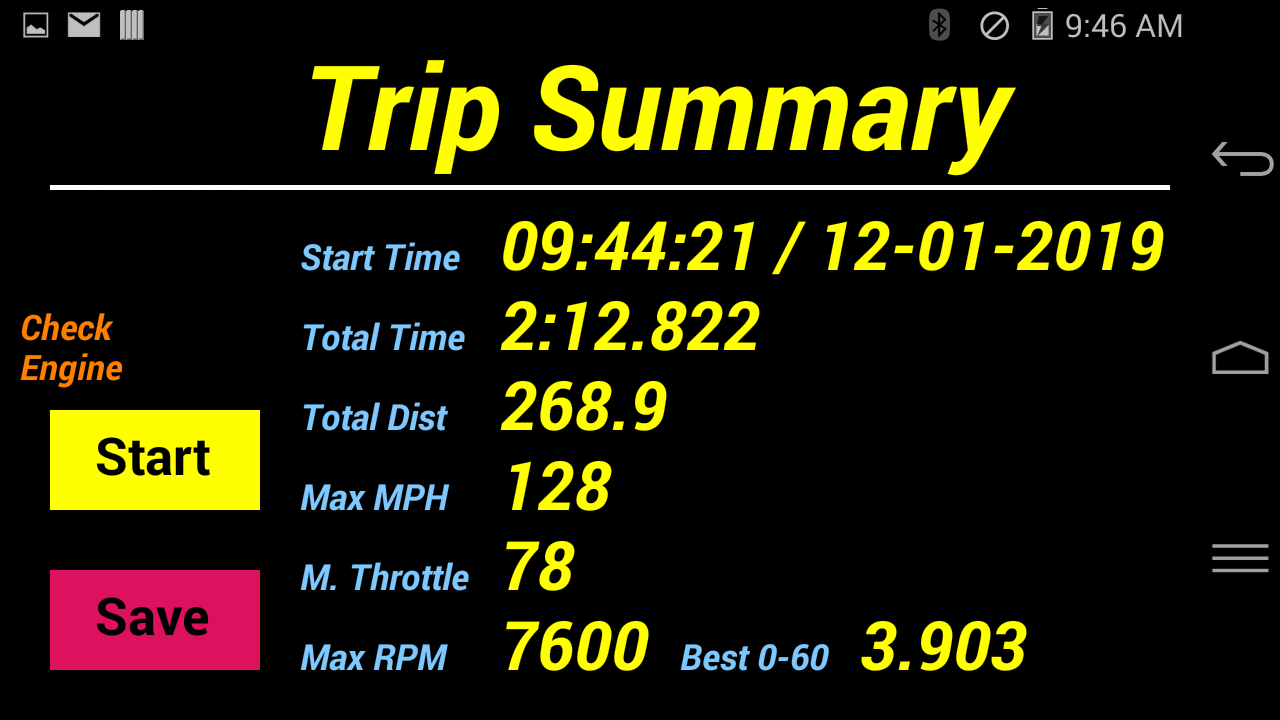 9:46 AM
Trip Summary
Start Time 09:44:21 / 12-01-2019
Total Time 2:12.822
Total Dist 268.9
Max MPH 128
M. Throttle 78
Max RPM 7600 Best 0-60 3.903
Check
Engine
Start
Save